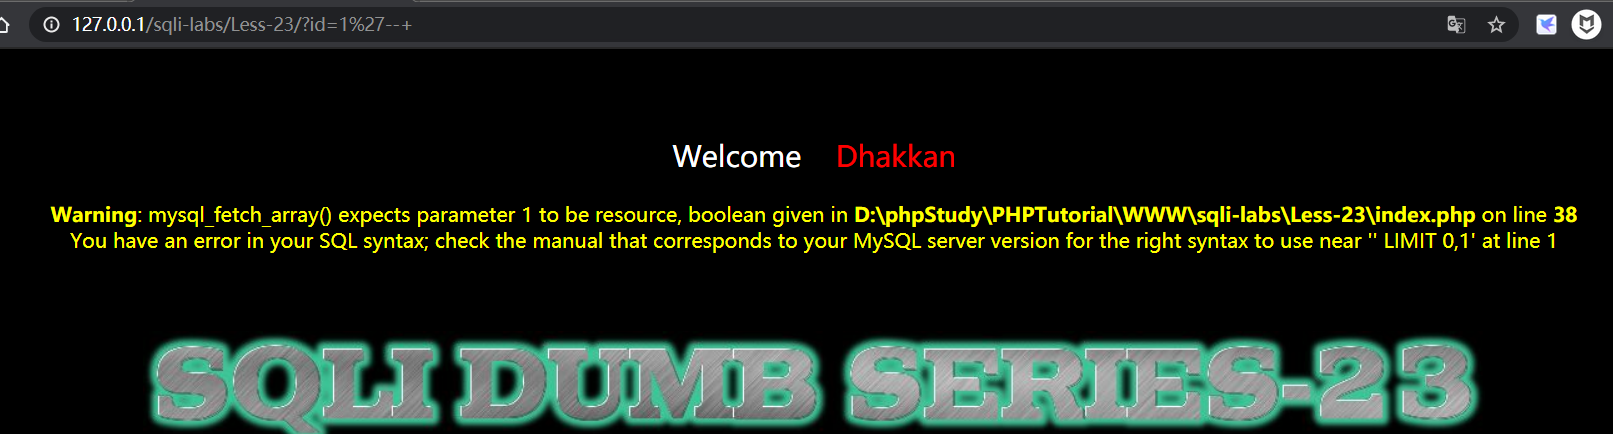 127.0.0.1/sqli-labs/Less-23/?id=1%27--+
Welcome Dhakkan
Warning: mysql_fetch_array() expects parameter 1 to be resource, boolean given in D:\phpStudy\PHPTutorial\WWW\sqli-labs\Less-23\index.php on line 38
You have an error in your SQL syntax; check the manual that corresponds to your MySQL server version for the right syntax to use near '' LIMIT 0,1' at line 1
SQLI DUMB SERIES-23